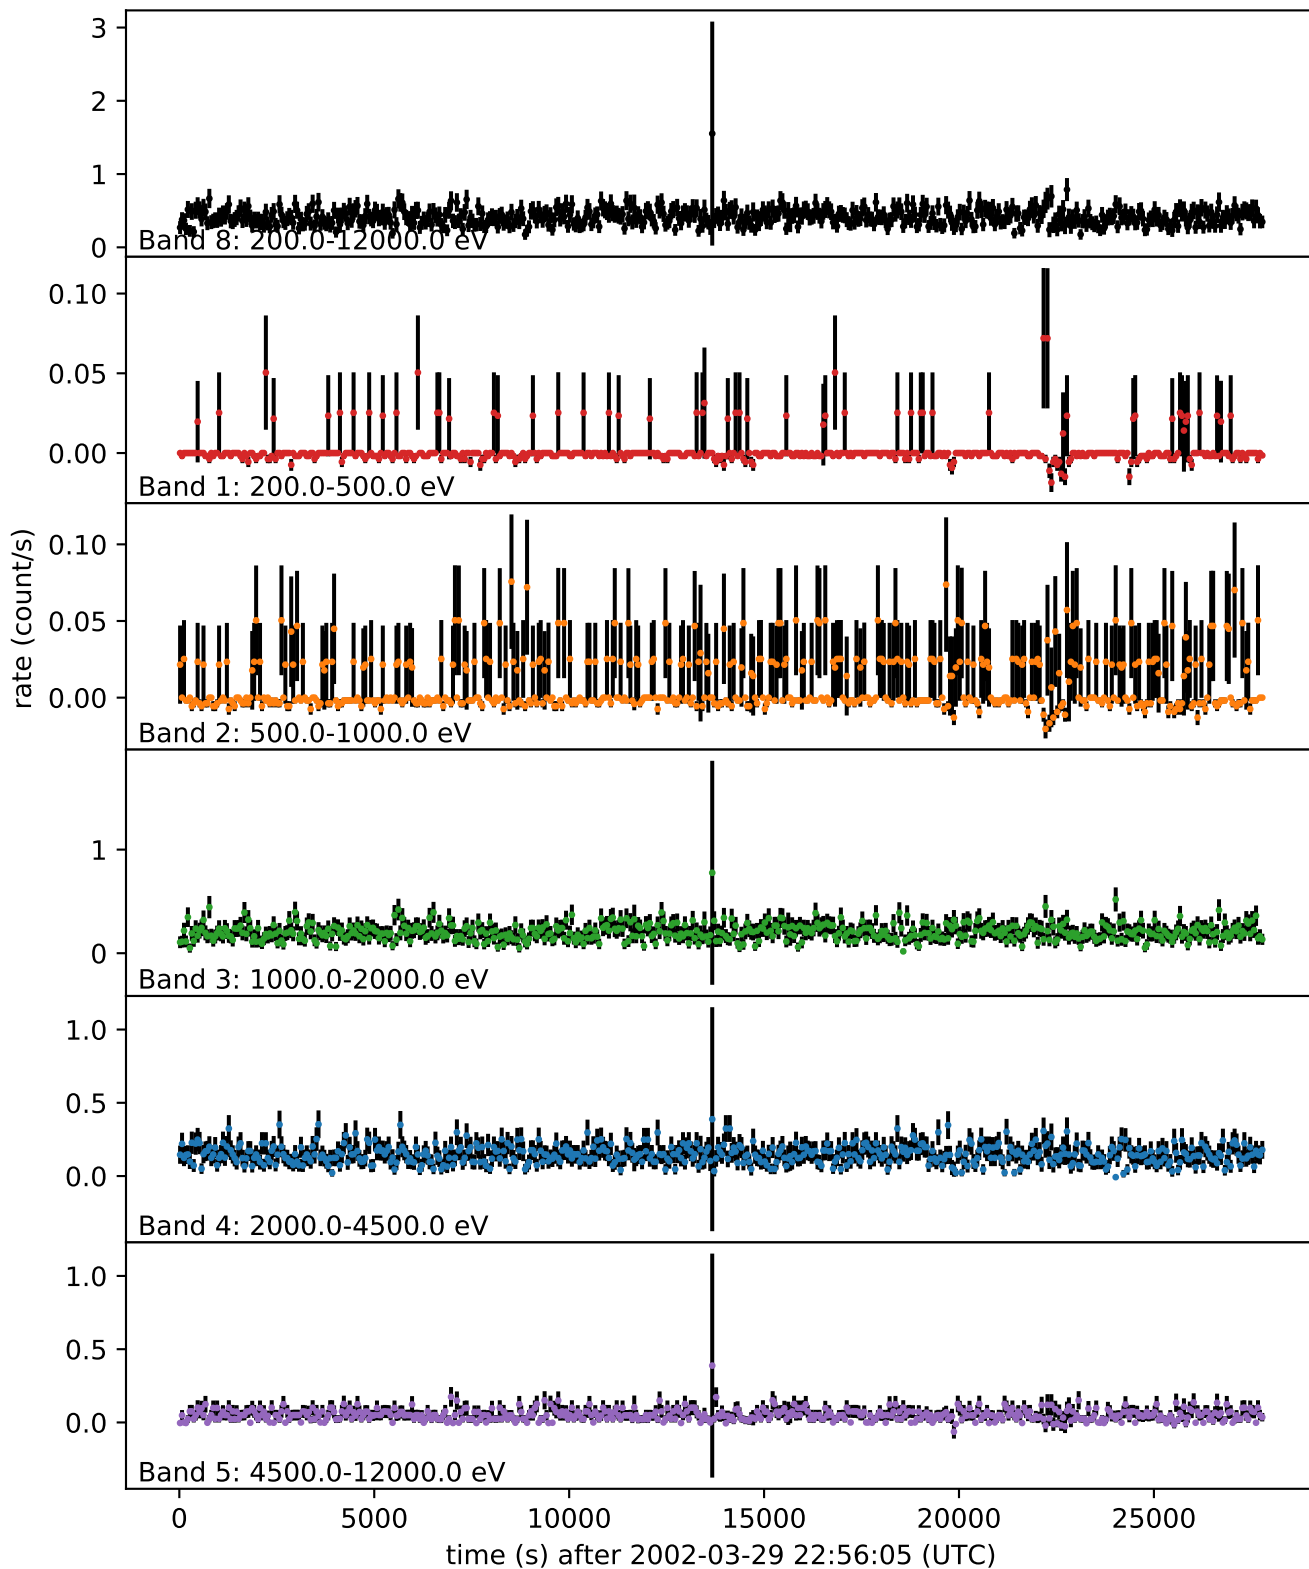 3
2
1
0
Band 8: 200.0-12000.0 eV
0.10
0.05
0.00
Band 1: 200.0-500.0 eV
0.10
0.05
0.00
Band 2: 500.0-1000.0 eV
rate (count/s)
1
0
Band 3: 1000.0-2000.0 eV
1.0
0.5
0.0
Band 4: 2000.0-4500.0 eV
1.0
0.5
0.0
Band 5: 4500.0-12000.0 eV
0 5000 10000 15000 20000 25000
time (s) after 2002-03-29 22:56:05 (UTC)